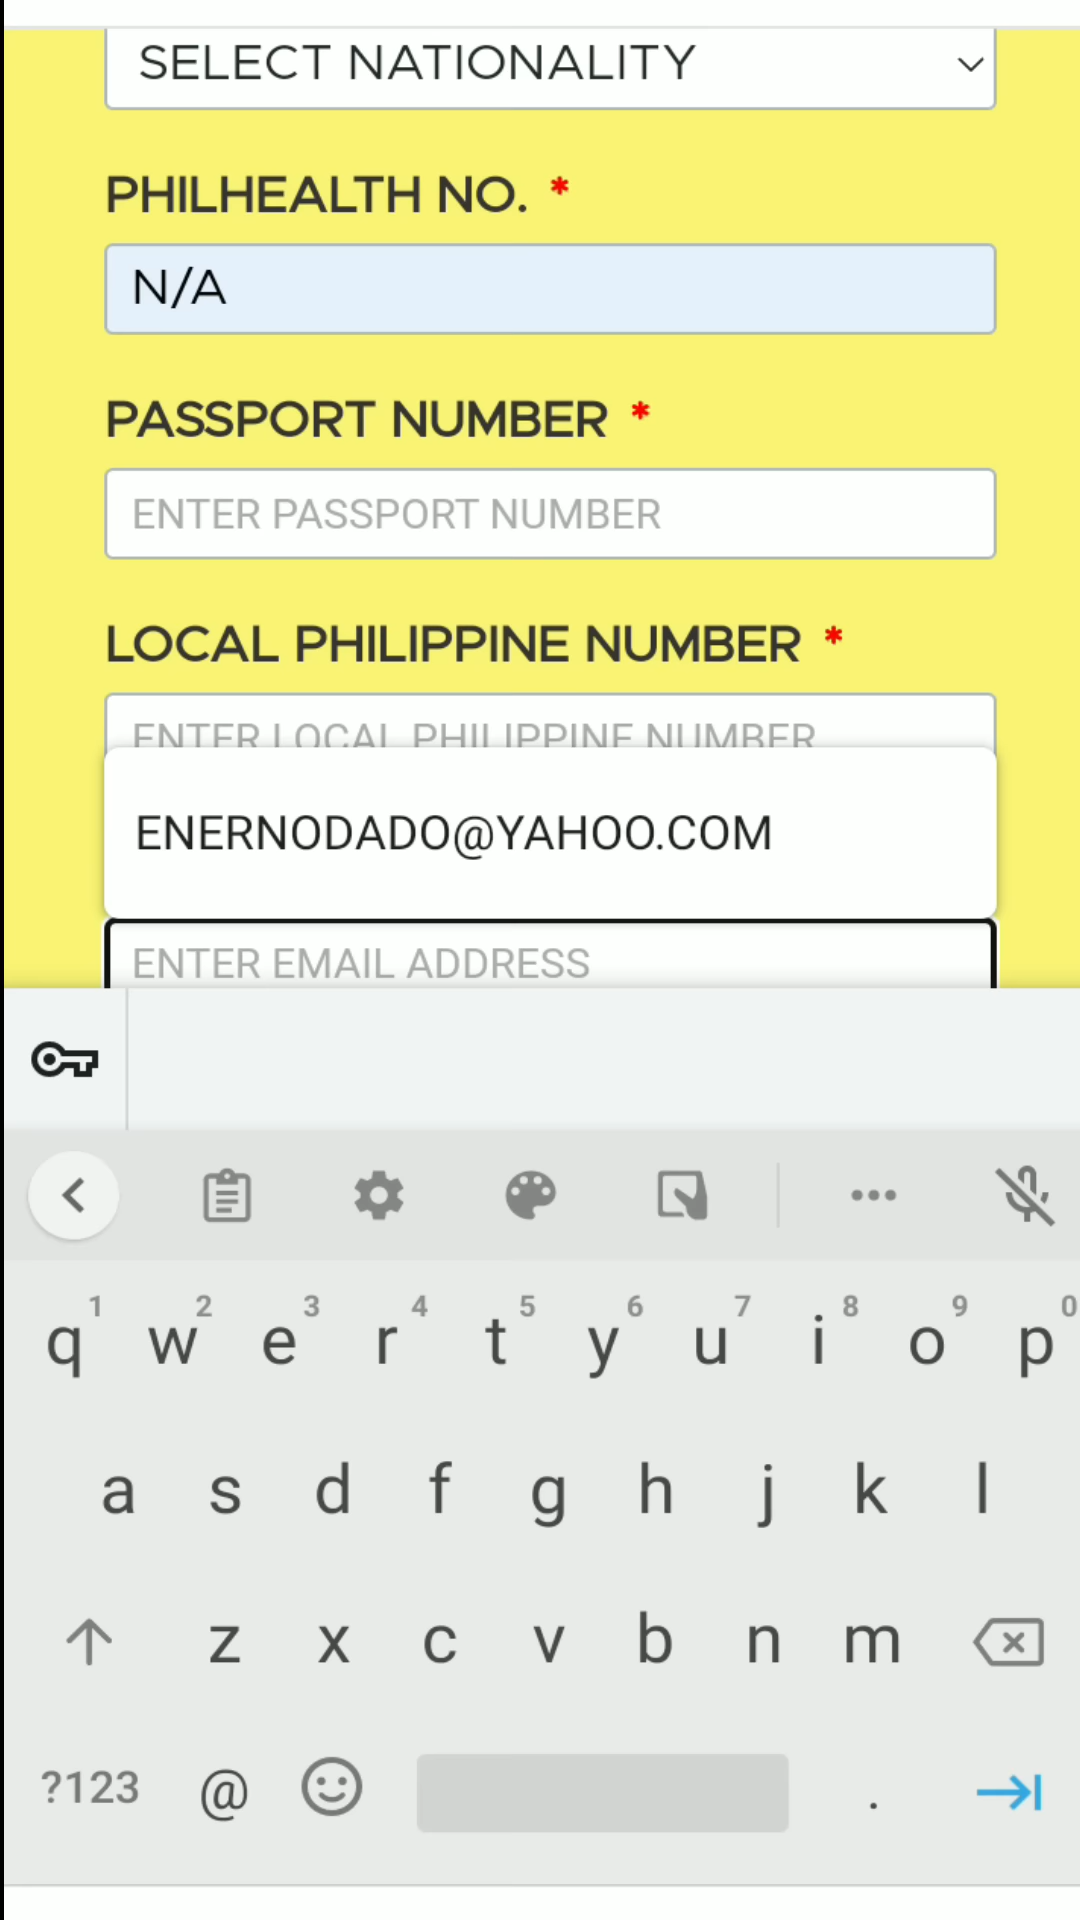 SELECT NATIONALITY
PHILHEALTH NO. *
N/A
PASSPORT NUMBER *
ENTER PASSPORT NUMBER
LOCAL PHILIPPINE NUMBER *
ENTER LOCAL PHILIPPINE NUMBER
ENERNODADO@YAHOO.COM
ENTER EMAIL ADDRESS
1 2 3 4 5 6 7 8 9 0
q w e r t y u i o p
a s d f g h j k l
z x c v b n m
?123 @ .